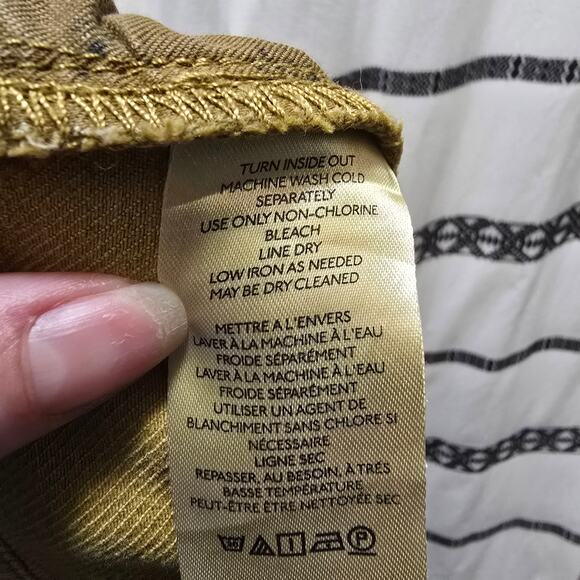 TURN INSIDE OUT
MACHINE WASH COLD
SEPARATELY
USE ONLY NON-CHLORINE
BLEACH
LINE DRY
LOW IRON AS NEEDED
MAY BE DRY CLEANED
METTRE A L'ENVERS
LAVER À LA MACHINE À L'EAU
FROIDE SÉPARÉMENT
LAVER À LA MACHINE À L'EAU
FROIDE SÉPARÉMENT
UTILISER UN AGENT DE
BLANCHIMENT SANS CHLORE SI
NÉCESSAIRE
LIGNE SEC
REPASSER, AU BESOIN, À TRÉS
BASSE TEMPÉRATURE
PEUT-ÊTRE ÊTRE NETTOYÉE SEC
30 P